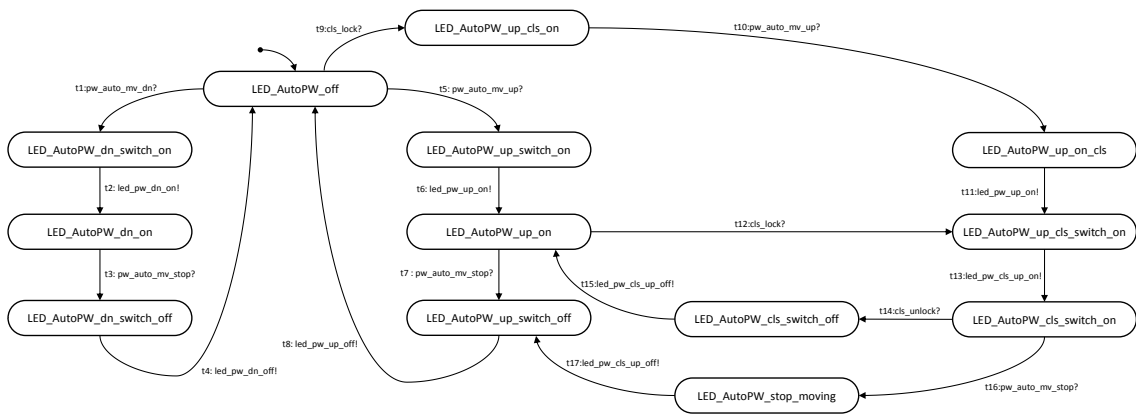 LED_AutoPW_up_cls_on
t9:cls_lock?
t10:pw_auto_mv_up?
LED_AutoPW_off
t1:pw_auto_mv_dn?
t5: pw_auto_mv_up?
LED_AutoPW_dn_switch_on
LED_AutoPW_up_switch_on
LED_AutoPW_up_on_cls
t2: led_pw_dn_on!
t6: led_pw_up_on!
t11:led_pw_up_on!
LED_AutoPW_dn_on
LED_AutoPW_up_on
t12:cls_lock?
LED_AutoPW_up_cls_switch_on
t3: pw_auto_mv_stop?
t7 : pw_auto_mv_stop?
t15:led_pw_cls_up_off!
t13:led_pw_cls_up_on!
LED_AutoPW_dn_switch_off
LED_AutoPW_up_switch_off
LED_AutoPW_cls_switch_off
t14:cls_unlock?
LED_AutoPW_cls_switch_on
t4: led_pw_dn_off!
t8: led_pw_up_off!
t17:led_pw_cls_up_off!
t16:pw_auto_mv_stop?
LED_AutoPW_stop_moving